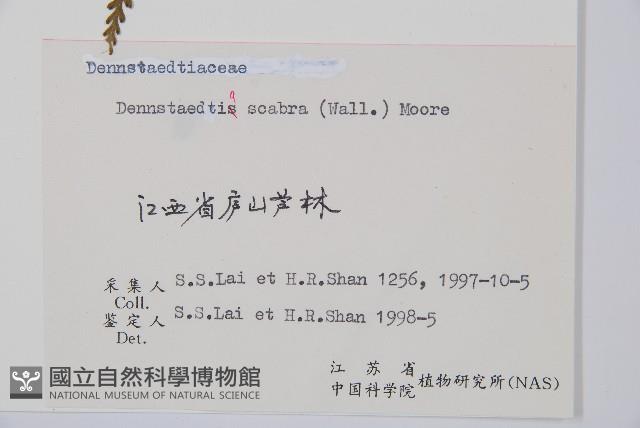 Dennstaedtiaceae
Dennstaedtis scabra (Wall.) Moore
a
江西省庐山芦林
采集人 S.S.Lai et H.R.Shan 1256, 1997-10-5
Coll.
鉴定人 S.S.Lai et H.R.Shan 1998-5
Det.
國立自然科學博物館
NATIONAL MUSEUM OF NATURAL SCIENCE
江苏省
中国科学院 植物研究所(NAS)